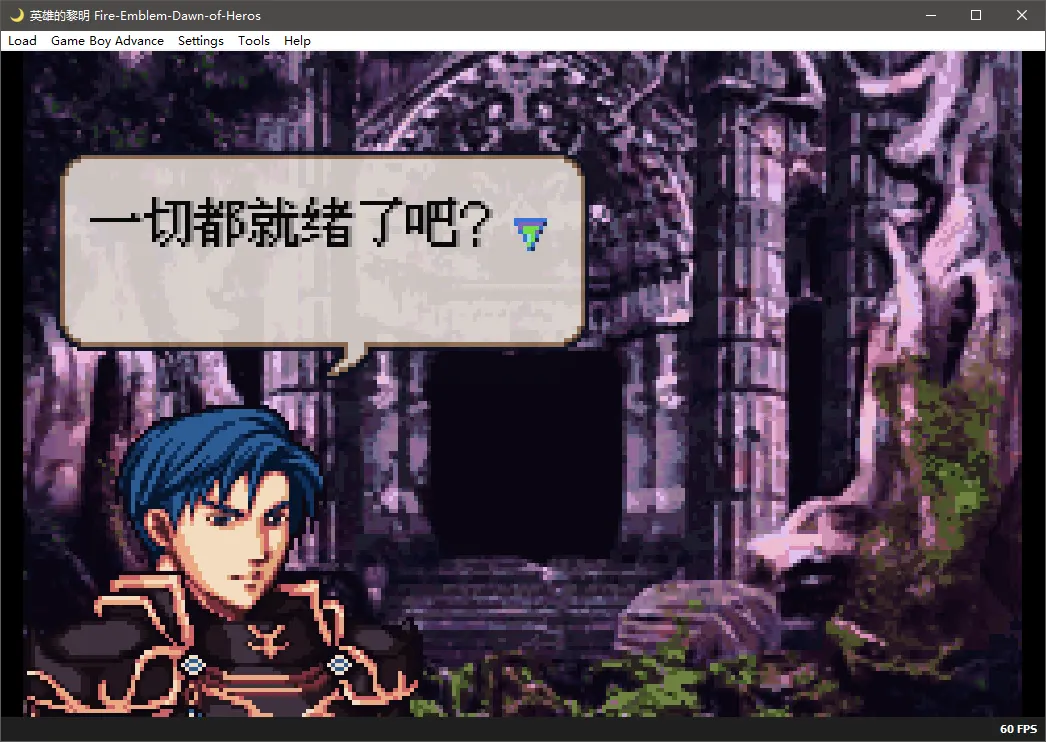 英雄的黎明 Fire-Emblem-Dawn-of-Heros
Load Game Boy Advance Settings Tools Help
一切都就绪了吧?
60 FPS